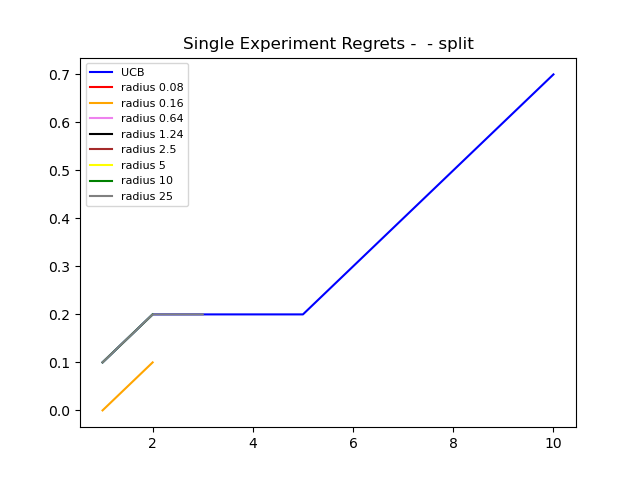 Single Experiment Regrets -  - split
UCB
radius 0.08
radius 0.16
radius 0.64
radius 1.24
radius 2.5
radius 5
radius 10
radius 25
0.7
0.6
0.5
0.4
0.3
0.2
0.1
0.0
2 4 6 8 10